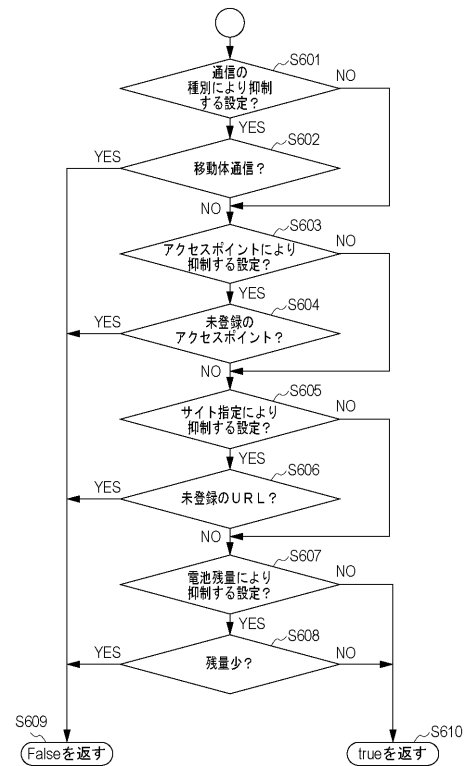 S601
通信の
種別により抑制
する設定？
NO
YES
S602
YES
移動体通信？
NO
S603
アクセスポイントにより
抑制する設定？
NO
YES
S604
YES
未登録の
アクセスポイント？
NO
S605
サイト指定により
抑制する設定？
NO
YES
S606
YES
未登録のＵＲＬ？
NO
S607
電池残量により
抑制する設定？
NO
YES
S608
YES
残量少？
NO
S609
Falseを返す
S610
trueを返す